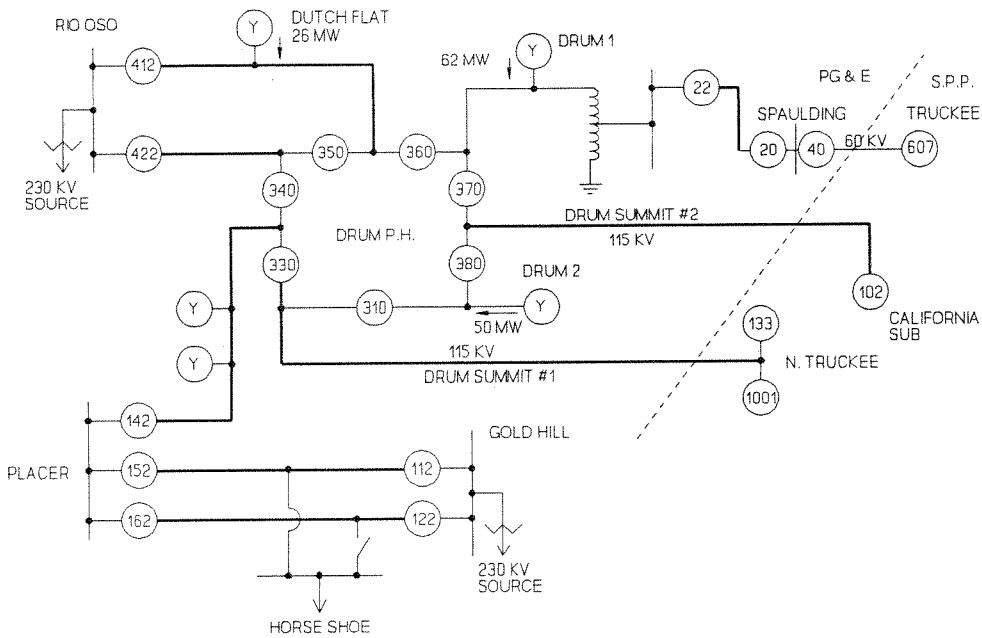 RIO OSO
DUTCH FLAT
26 MW
Y
412
422
230 KV
SOURCE
350
360
340
330
DRUM P.H.
62 MW
Y
DRUM 1
370
380
310
DRUM 2
50 MW
Y
22
PG & E
S.P.P.
SPAULDING
TRUCKEE
20
40
60 KV
607
DRUM SUMMIT #2
115 KV
102
CALIFORNIA
SUB
115 KV
DRUM SUMMIT #1
133
N. TRUCKEE
1001
Y
Y
142
PLACER
152
162
GOLD HILL
112
122
230 KV
SOURCE
HORSE SHOE